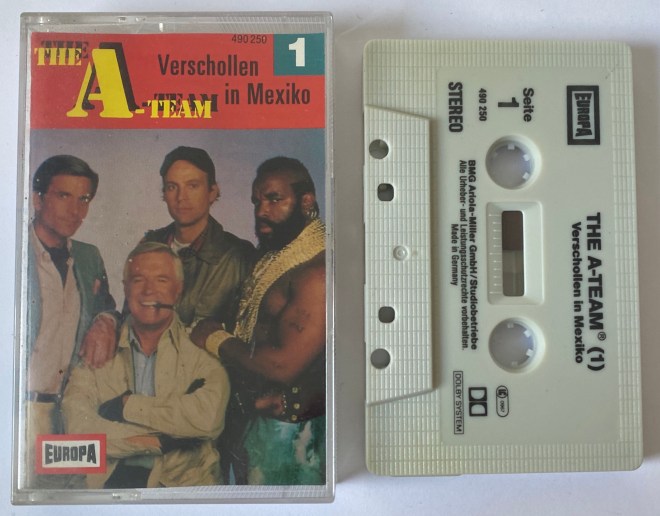 490 250
1
THE
A-TEAM
Verschollen
in Mexiko
EUROPA
EUROPA
Seite
1
490 250
STEREO
THE A-TEAM® (1)
Verschollen in Mexiko
BMG Ariola-Miller GmbH/Studiobetriebe
Alle Urheber- und Leistungsschutzrechte vorbehalten.
Made in Germany
DOLBY SYSTEM